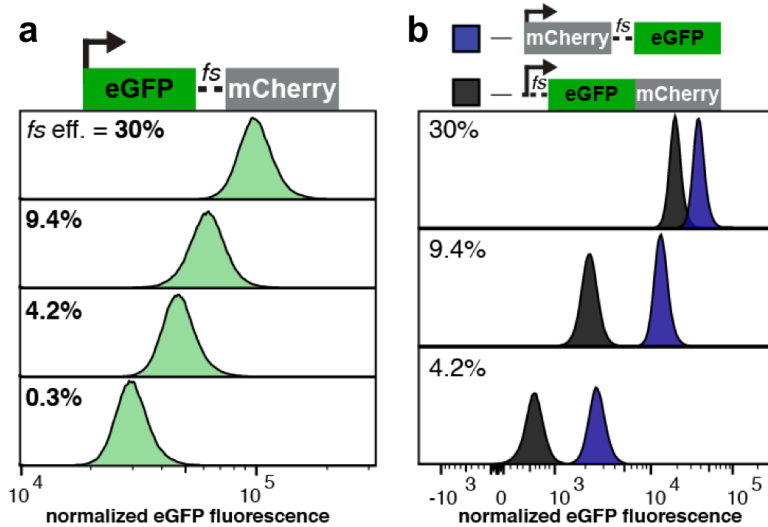 a
eGFP fs mCherry
fs eff. = 30%
9.4%
4.2%
0.3%
10 4 10 5
normalized eGFP fluorescence
b
mCherry fs eGFP
fs eGFP mCherry
30%
9.4%
4.2%
-10 3 0 10 3 10 4 10 5
normalized eGFP fluorescence